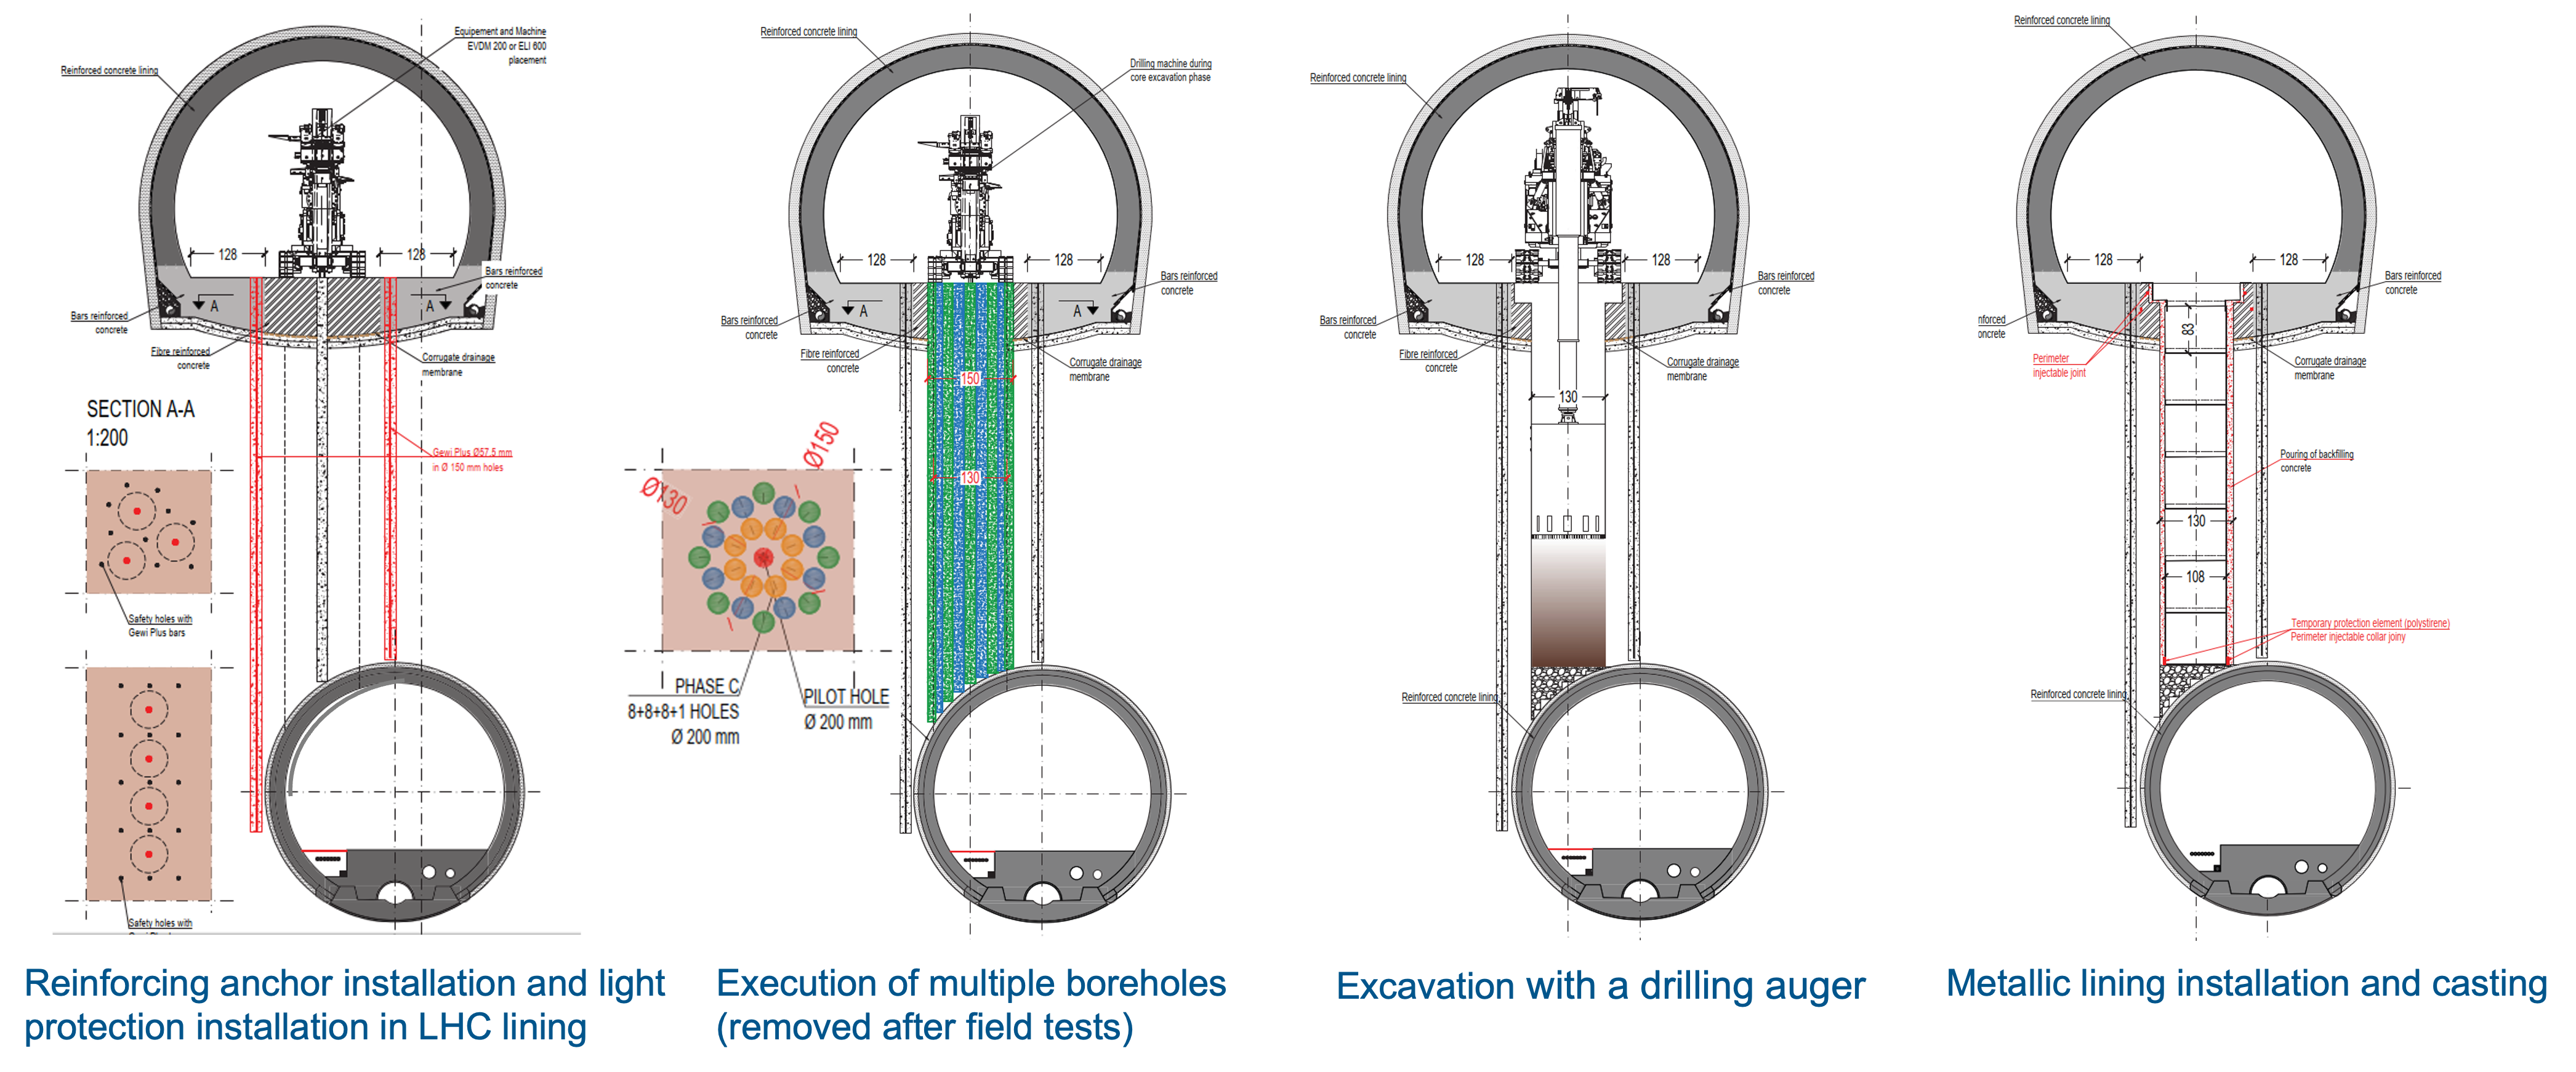 Equipement and Machine
EVDM 200 or ELI 600
placement
Reinforced concrete lining
128
128
Bars reinforced
concrete
A
A
Bars reinforced
concrete
Fibre reinforced
concrete
Corrugate drainage
membrane
SECTION A-A
1:200
Gewi Plus Ø57.5 mm
in Ø 150 mm holes
Safety holes with
Gewi Plus bars
Safety holes with
Reinforcing anchor installation and light
protection installation in LHC lining
Reinforced concrete lining
Drilling machine during
core excavation phase
128
128
Bars reinforced
concrete
A
A
Bars reinforced
concrete
Fibre reinforced
concrete
Corrugate drainage
membrane
150
130
Ø150
Ø130
PHASE C
8+8+8+1 HOLES
Ø 200 mm
PILOT HOLE
Ø 200 mm
Execution of multiple boreholes
(removed after field tests)
Reinforced concrete lining
128
128
Bars reinforced
concrete
Bars reinforced
concrete
Fibre reinforced
concrete
Corrugate drainage
membrane
130
Reinforced concrete lining
Excavation with a drilling auger
Reinforced concrete lining
128
128
Bars reinforced
concrete
nforced
oncrete
83
Perimeter
injectable joint
Corrugate drainage
membrane
Pouring of backfilling
concrete
130
108
Temporary protection element (polystirene)
Perimeter injectable collar joiny
Reinforced concrete lining
Metallic lining installation and casting